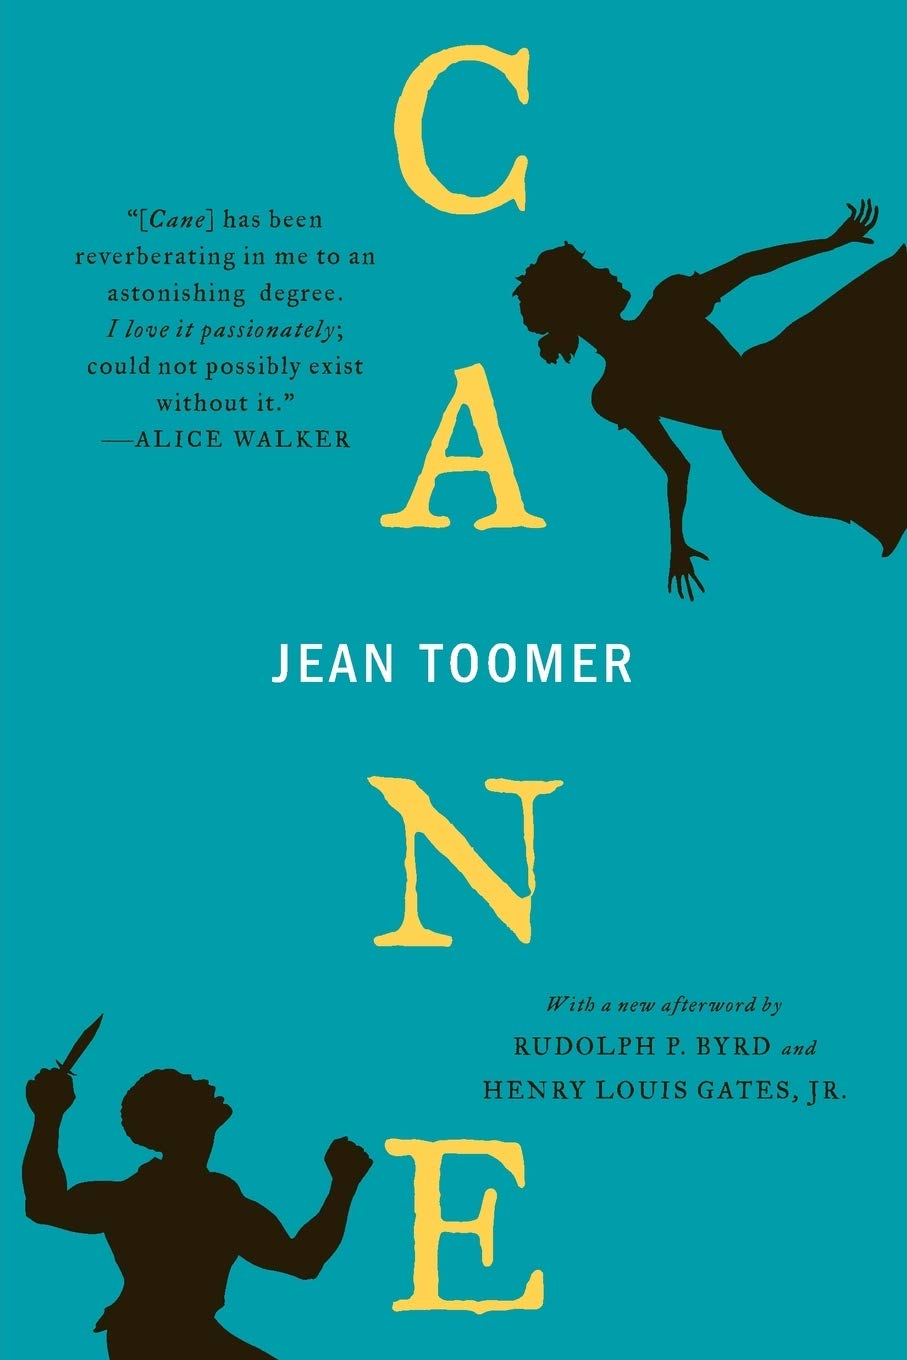 C
“[Cane] has been
reverberating in me to an
astonishing degree.
I love it passionately;
could not possibly exist
without it.”
—ALICE WALKER
A
JEAN TOOMER
N
With a new afterword by
RUDOLPH P. BYRD and
HENRY LOUIS GATES, JR.
E